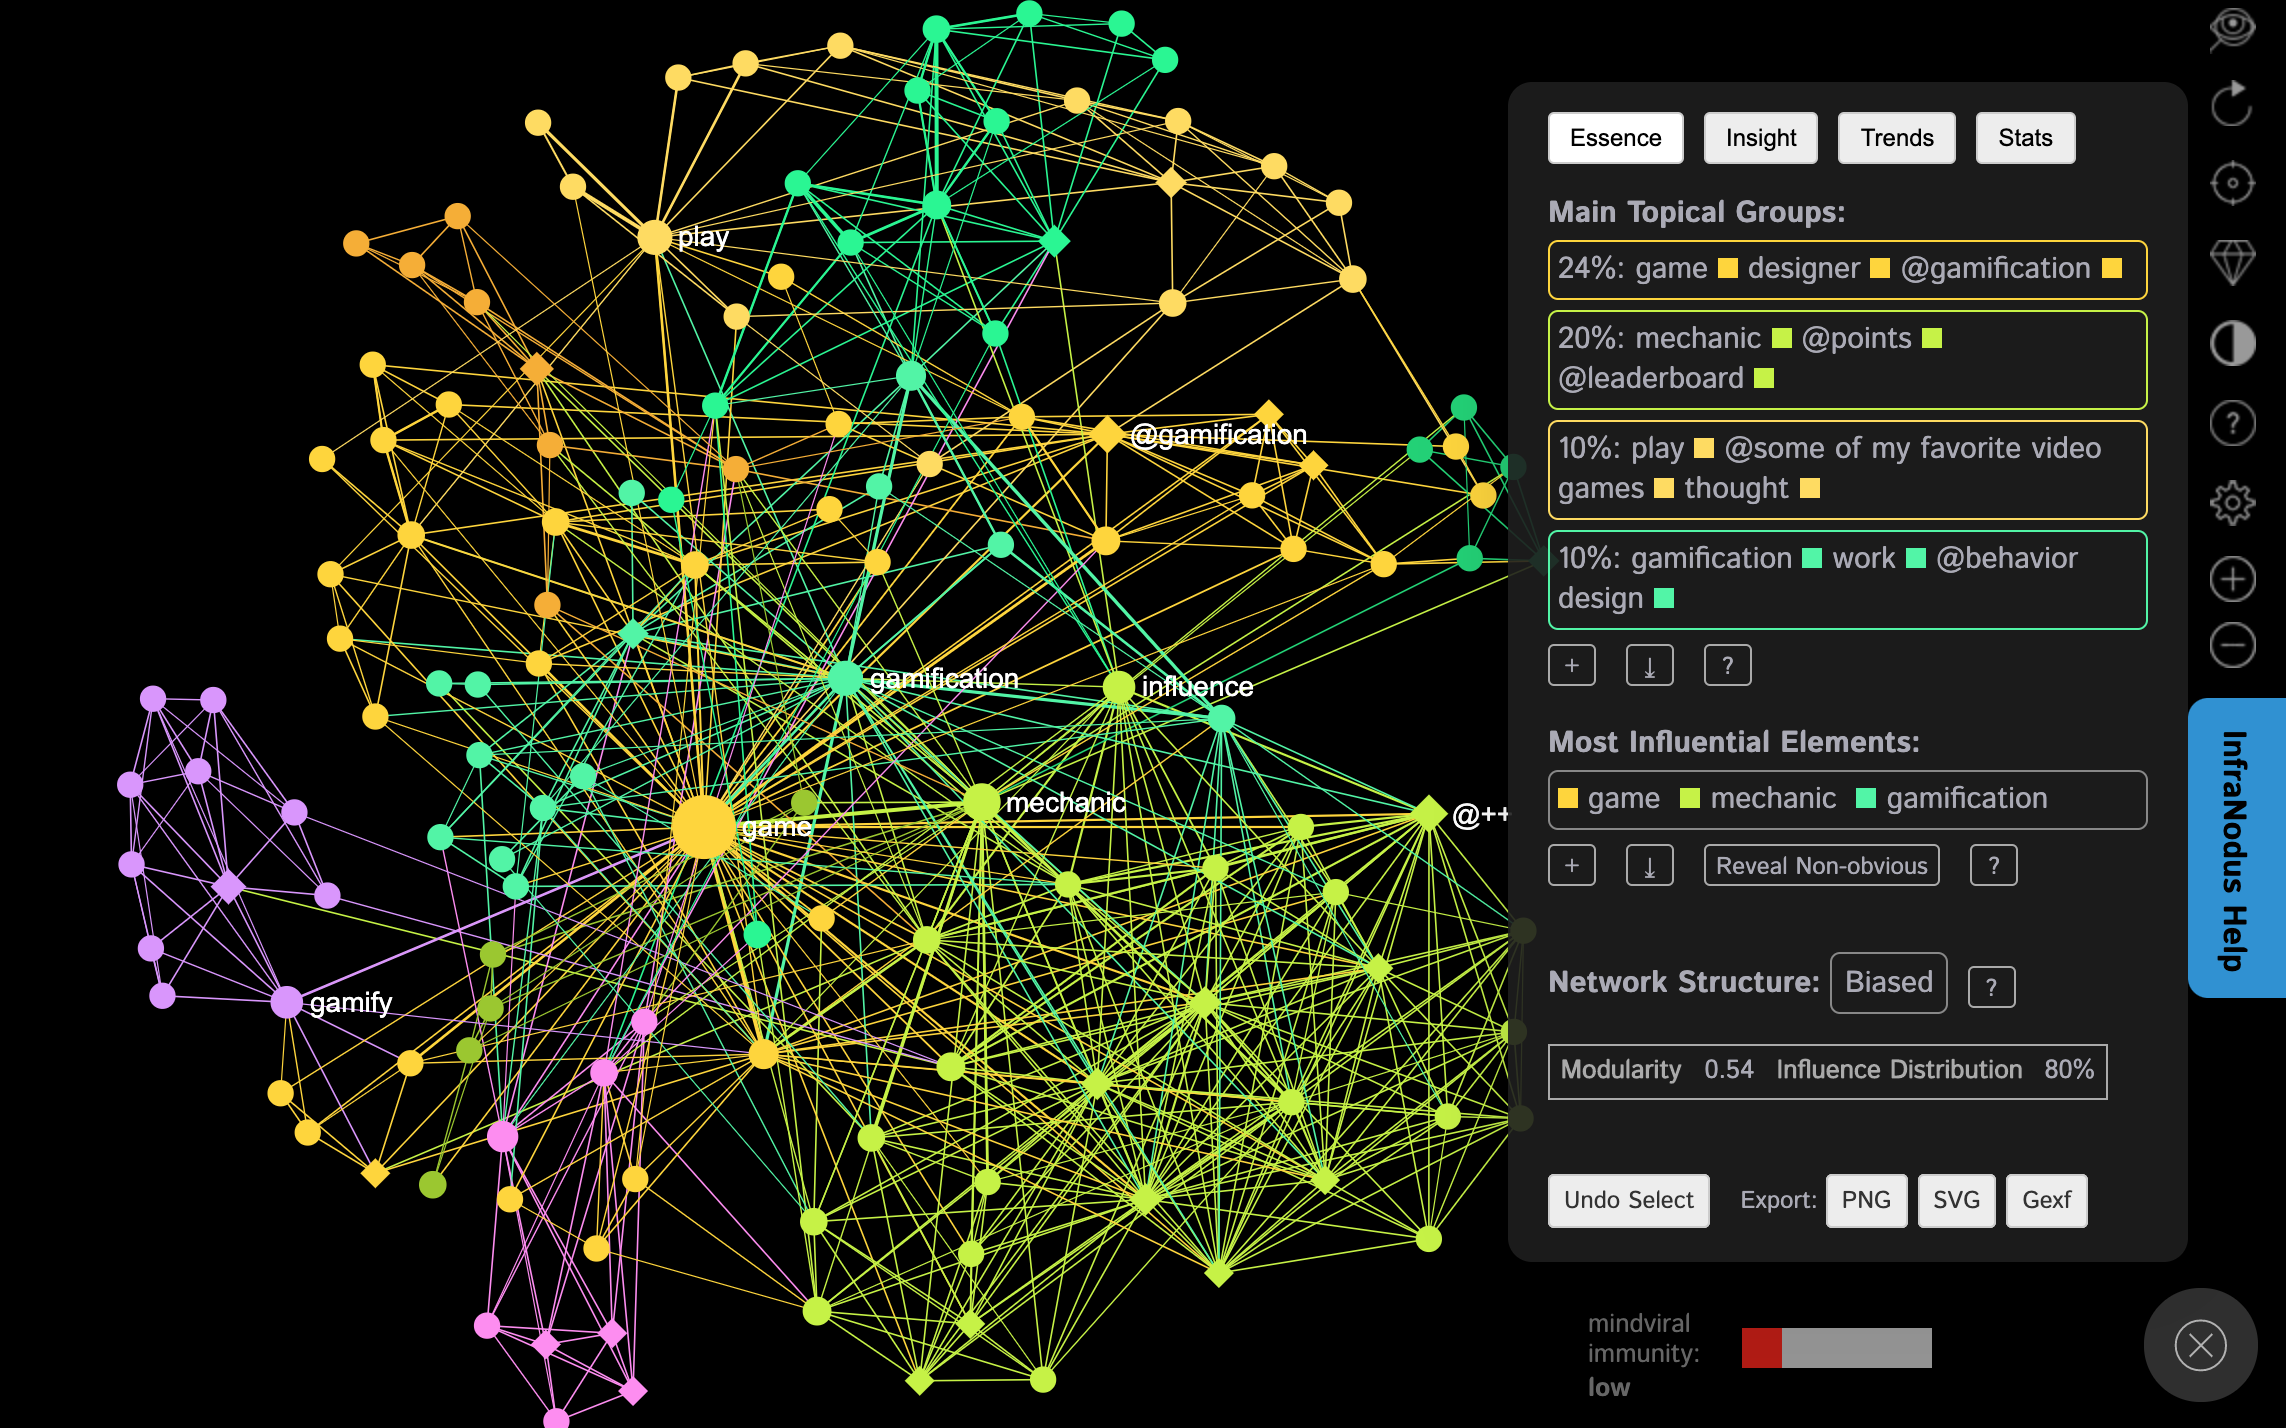 play
@gamification
gamification
influence
mechanic
game
@++
gamify
Essence Insight Trends Stats
Main Topical Groups:
24%: game designer @gamification
20%: mechanic @points
@leaderboard
10%: play @some of my favorite video
games thought
10%: gamification work @behavior
design
+ ↓ ?
Most Influential Elements:
game mechanic gamification
+ ↓ Reveal Non-obvious ?
Network Structure: Biased ?
Modularity 0.54 Influence Distribution 80%
Undo Select Export: PNG SVG Gexf
mindviral
immunity:
low
?
InfraNodus Help